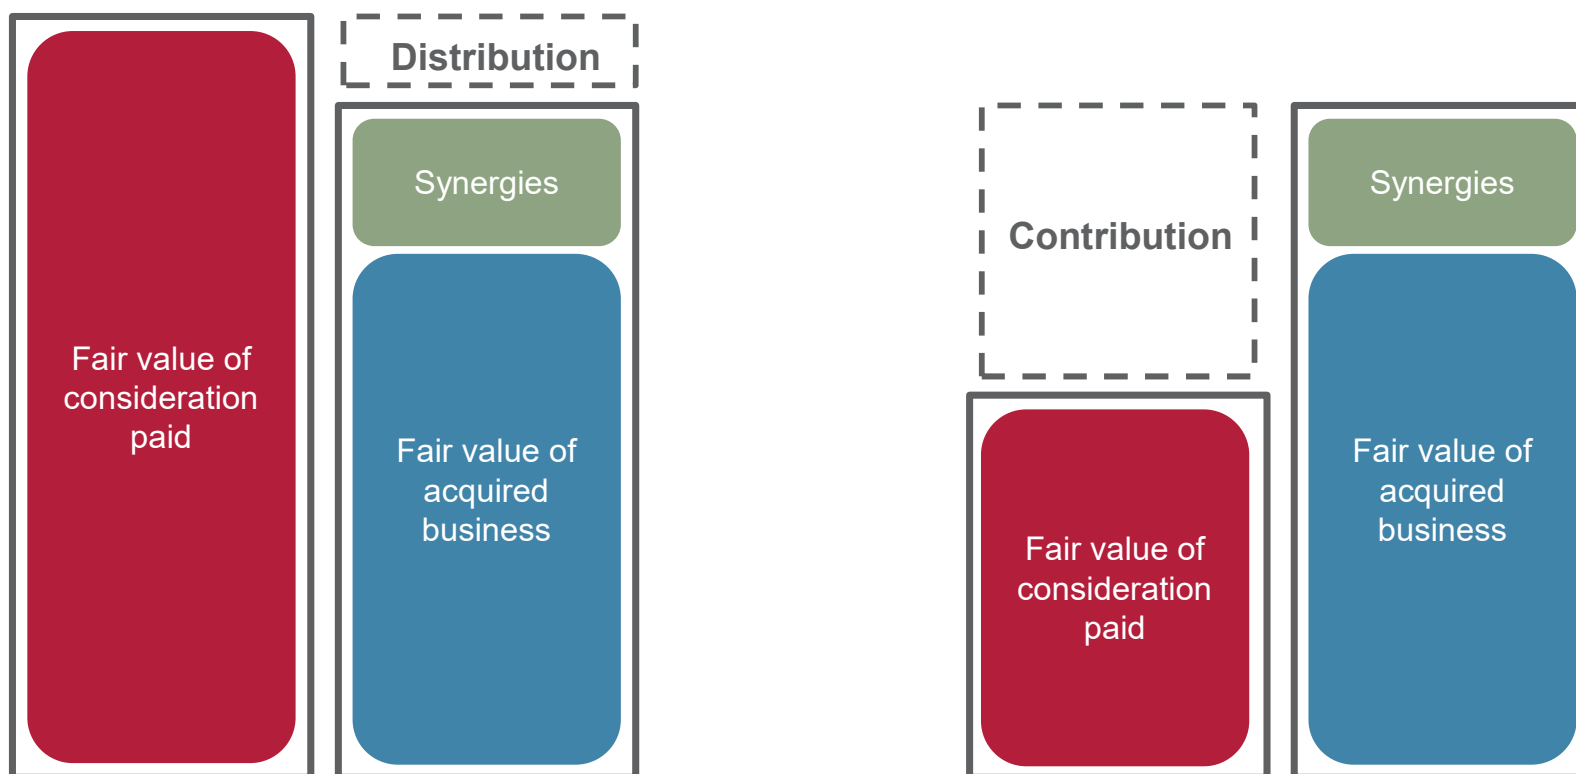 Distribution
Synergies
Fair value of
consideration
paid
Fair value of
acquired
business
Contribution
Synergies
Fair value of
consideration
paid
Fair value of
acquired
business